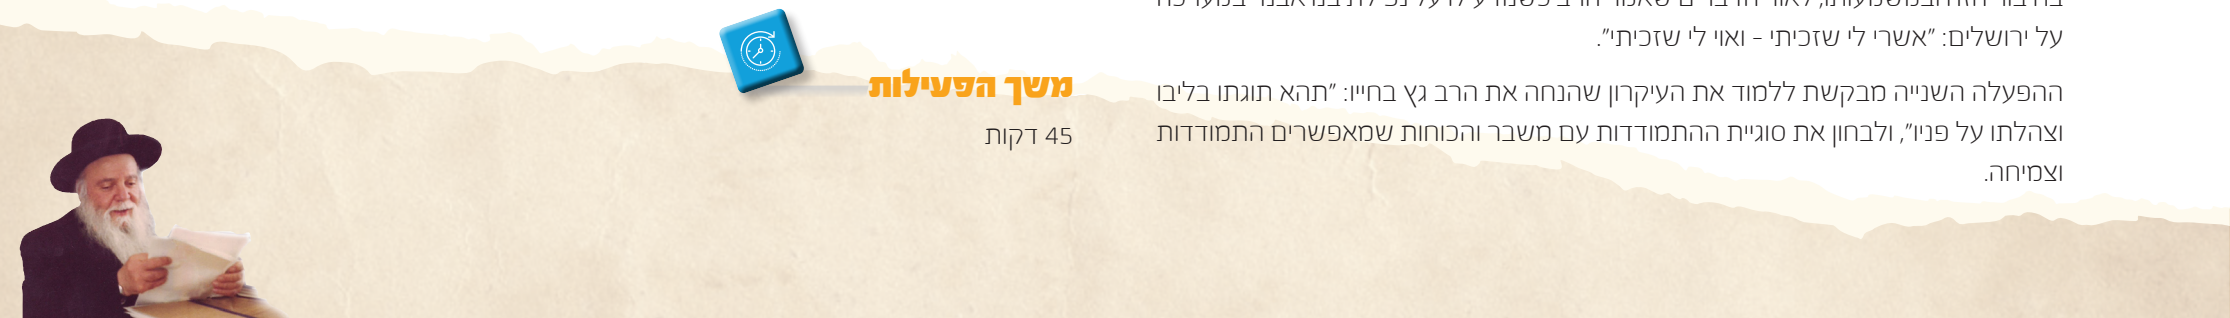 על ירושלים: "אשרי לי שזכיתי - ואוי לי שזכיתי".
ההפעלה השנייה מבקשת ללמוד את העיקרון שהנחה את הרב גץ בחייו: "תהא תוגתו בליבו
וצהלתו על פניו", ולבחון את סוגיית ההתמודדות עם משבר והכוחות שמאפשרים התמודדות
וצמיחה.
משך הפעילות
45 דקות